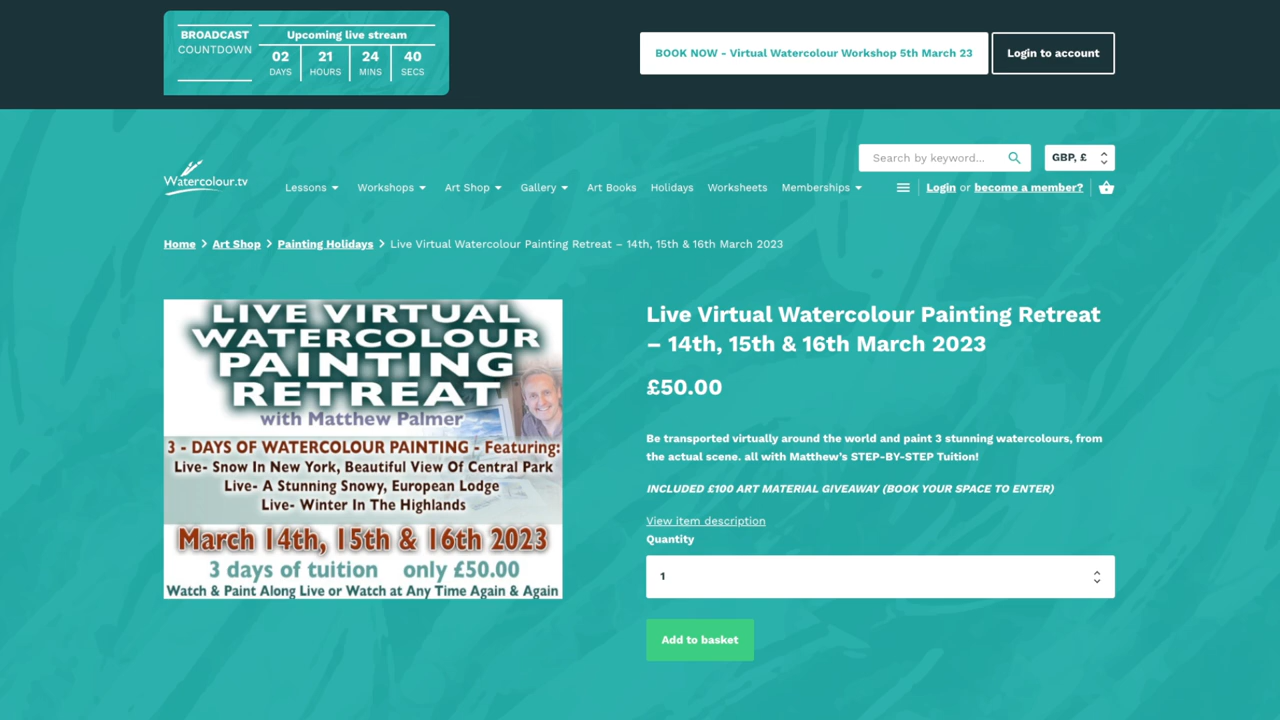 BROADCAST
COUNTDOWN
Upcoming live stream
02 21 24 40
DAYS HOURS MINS SECS
BOOK NOW - Virtual Watercolour Workshop 5th March 23
Login to account
Search by keyword...
GBP, £
Watercolour.tv
Lessons Workshops Art Shop Gallery Art Books Holidays Worksheets Memberships
Login or become a member?
Home > Art Shop > Painting Holidays > Live Virtual Watercolour Painting Retreat – 14th, 15th & 16th March 2023
LIVE VIRTUAL
WATERCOLOUR
PAINTING
RETREAT
with Matthew Palmer
3 - DAYS OF WATERCOLOUR PAINTING - Featuring:
Live- Snow In New York, Beautiful View Of Central Park
Live- A Stunning Snowy, European Lodge
Live- Winter In The Highlands
March 14th, 15th & 16th 2023
3 days of tuition only £50.00
Watch & Paint Along Live or Watch at Any Time Again & Again
Live Virtual Watercolour Painting Retreat
– 14th, 15th & 16th March 2023
£50.00
Be transported virtually around the world and paint 3 stunning watercolours, from
the actual scene. all with Matthew’s STEP-BY-STEP Tuition!
INCLUDED £100 ART MATERIAL GIVEAWAY (BOOK YOUR SPACE TO ENTER)
View item description
Quantity
1
Add to basket